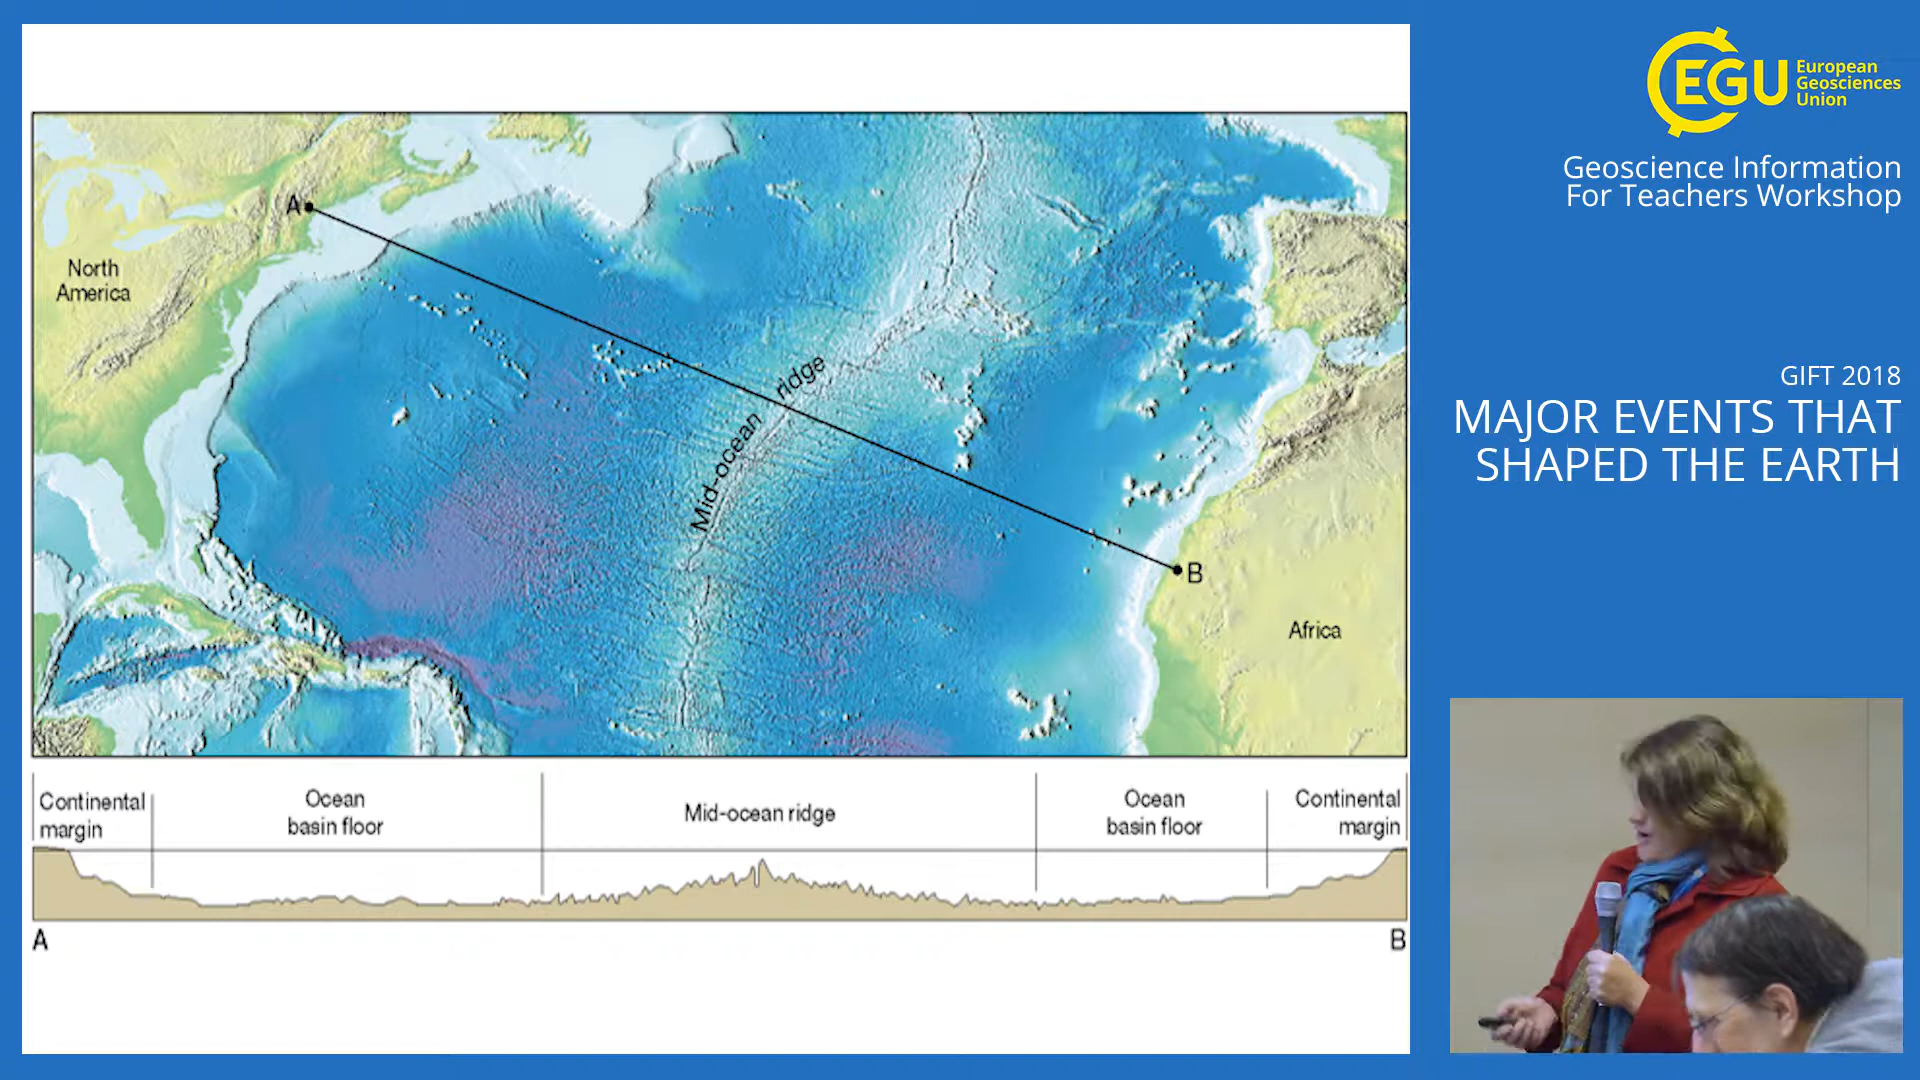 EGU
European
Geosciences
Union
Geoscience Information
For Teachers Workshop
GIFT 2018
MAJOR EVENTS THAT
SHAPED THE EARTH
A
North
America
Mid-ocean ridge
B
Africa
Continental
margin
Ocean
basin floor
Mid-ocean ridge
Ocean
basin floor
Continental
margin
A
B